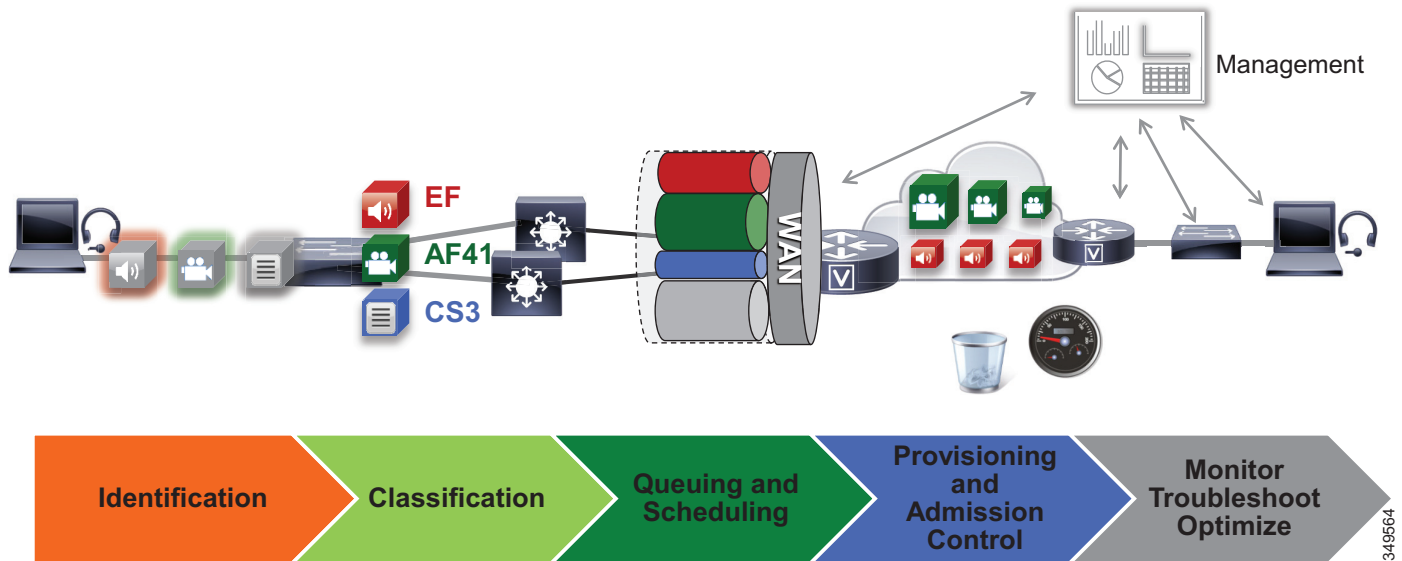 Management
EF
AF41
CS3
WAN
V
V
Identification
Classification
Queuing and
Scheduling
Provisioning
and
Admission
Control
Monitor
Troubleshoot
Optimize
349564